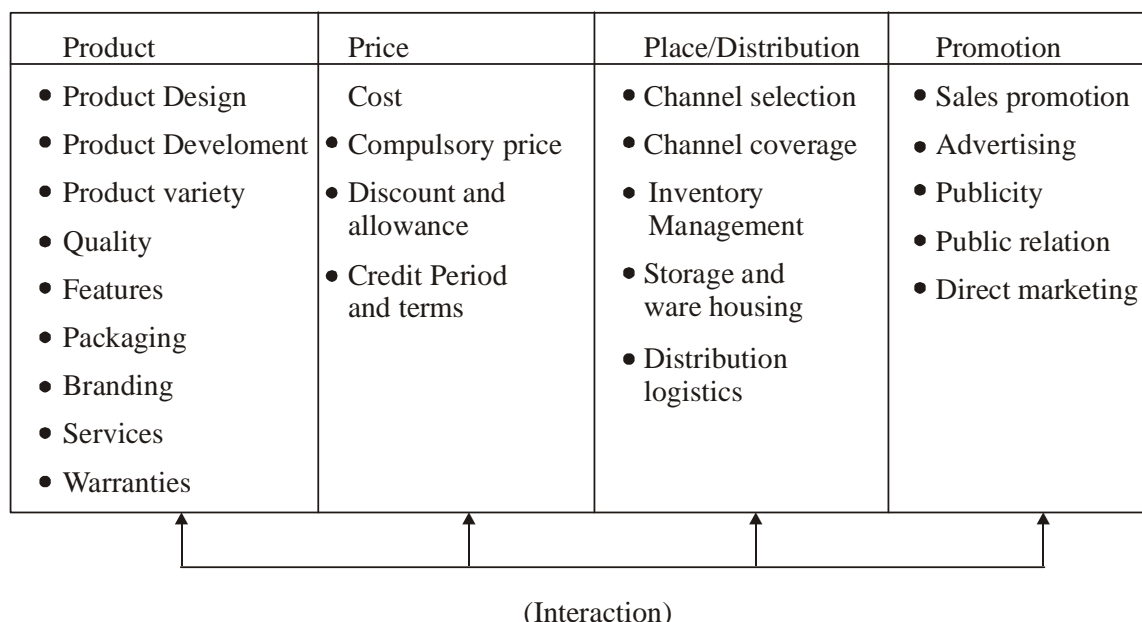 Product
• Product Design
• Product Develoment
• Product variety
• Quality
• Features
• Packaging
• Branding
• Services
• Warranties
Price
Cost
• Compulsory price
• Discount and
allowance
• Credit Period
and terms
Place/Distribution
• Channel selection
• Channel coverage
• Inventory
Management
• Storage and
ware housing
• Distribution
logistics
Promotion
• Sales promotion
• Advertising
• Publicity
• Public relation
• Direct marketing
(Interaction)